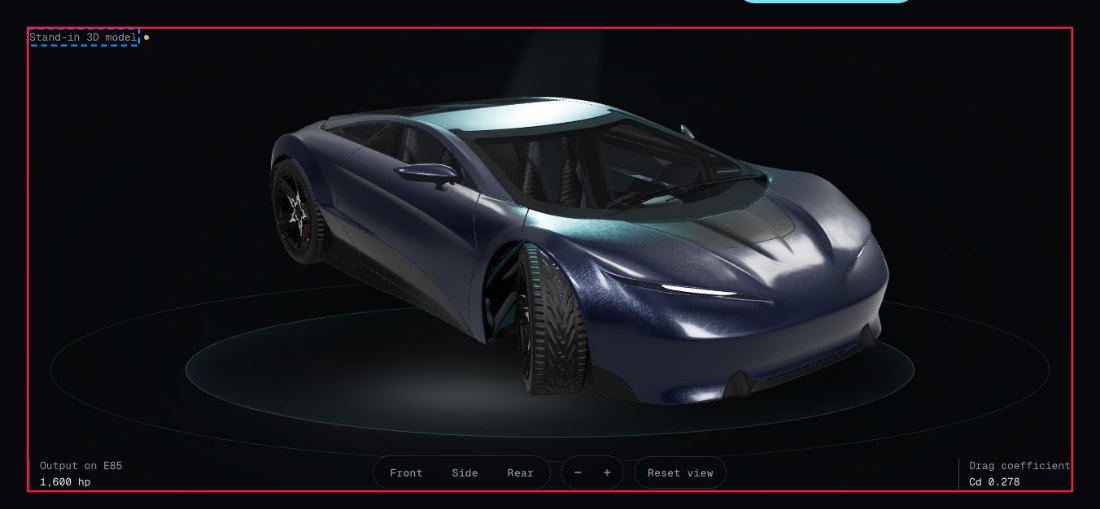 Stand-in 3D model
Output on E85
1,600 hp
Front Side Rear − + Reset view
Drag coefficient
Cd 0.278